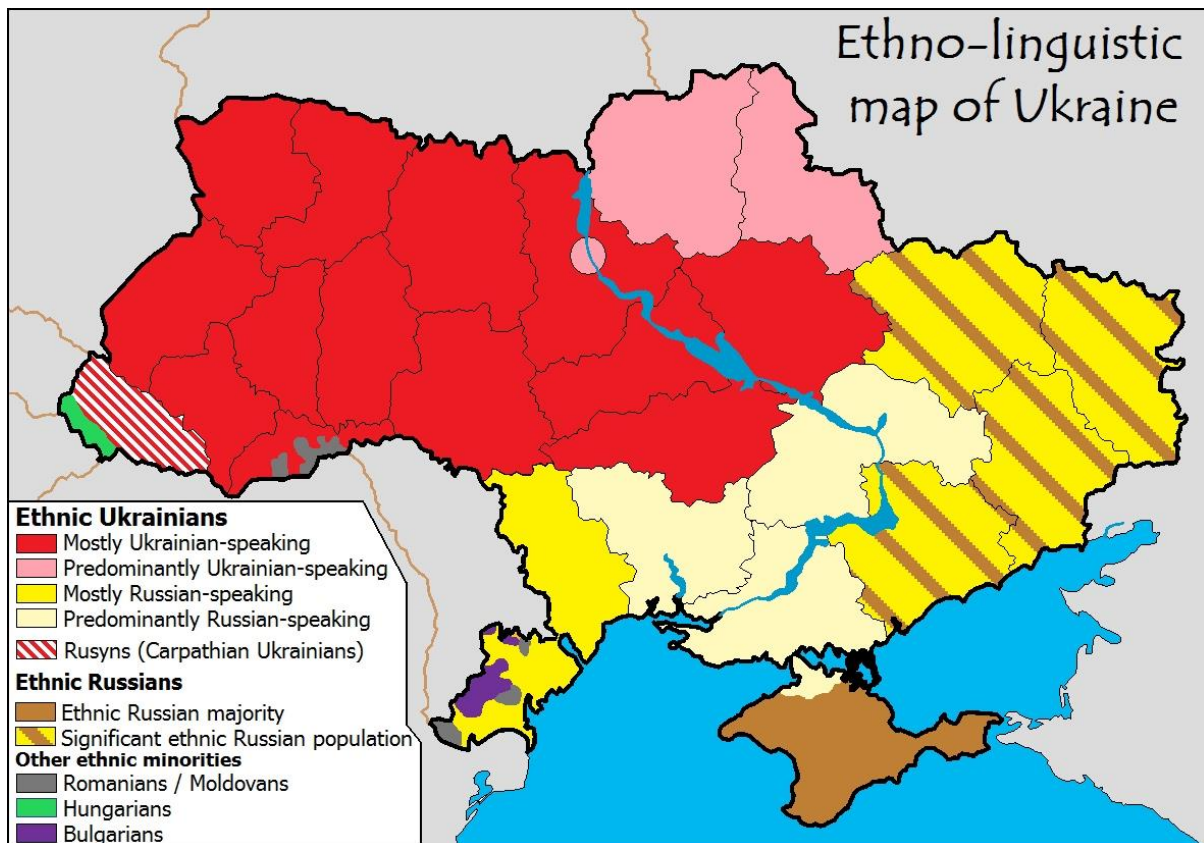 Ethno-linguistic
map of Ukraine
Ethnic Ukrainians
Mostly Ukrainian-speaking
Predominantly Ukrainian-speaking
Mostly Russian-speaking
Predominantly Russian-speaking
Rusyns (Carpathian Ukrainians)
Ethnic Russians
Ethnic Russian majority
Significant ethnic Russian population
Other ethnic minorities
Romanians / Moldovans
Hungarians
Bulgarians